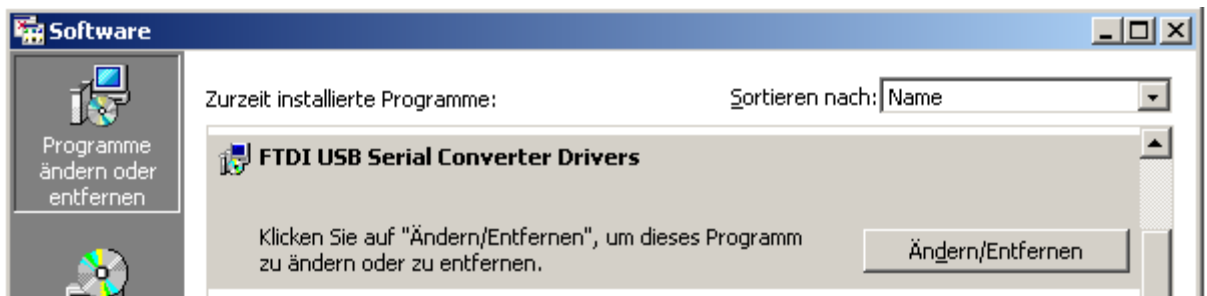 Software
Zurzeit installierte Programme:
Sortieren nach: Name
Programme
ändern oder
entfernen
FTDI USB Serial Converter Drivers
Klicken Sie auf "Ändern/Entfernen", um dieses Programm
zu ändern oder zu entfernen.
Ändern/Entfernen